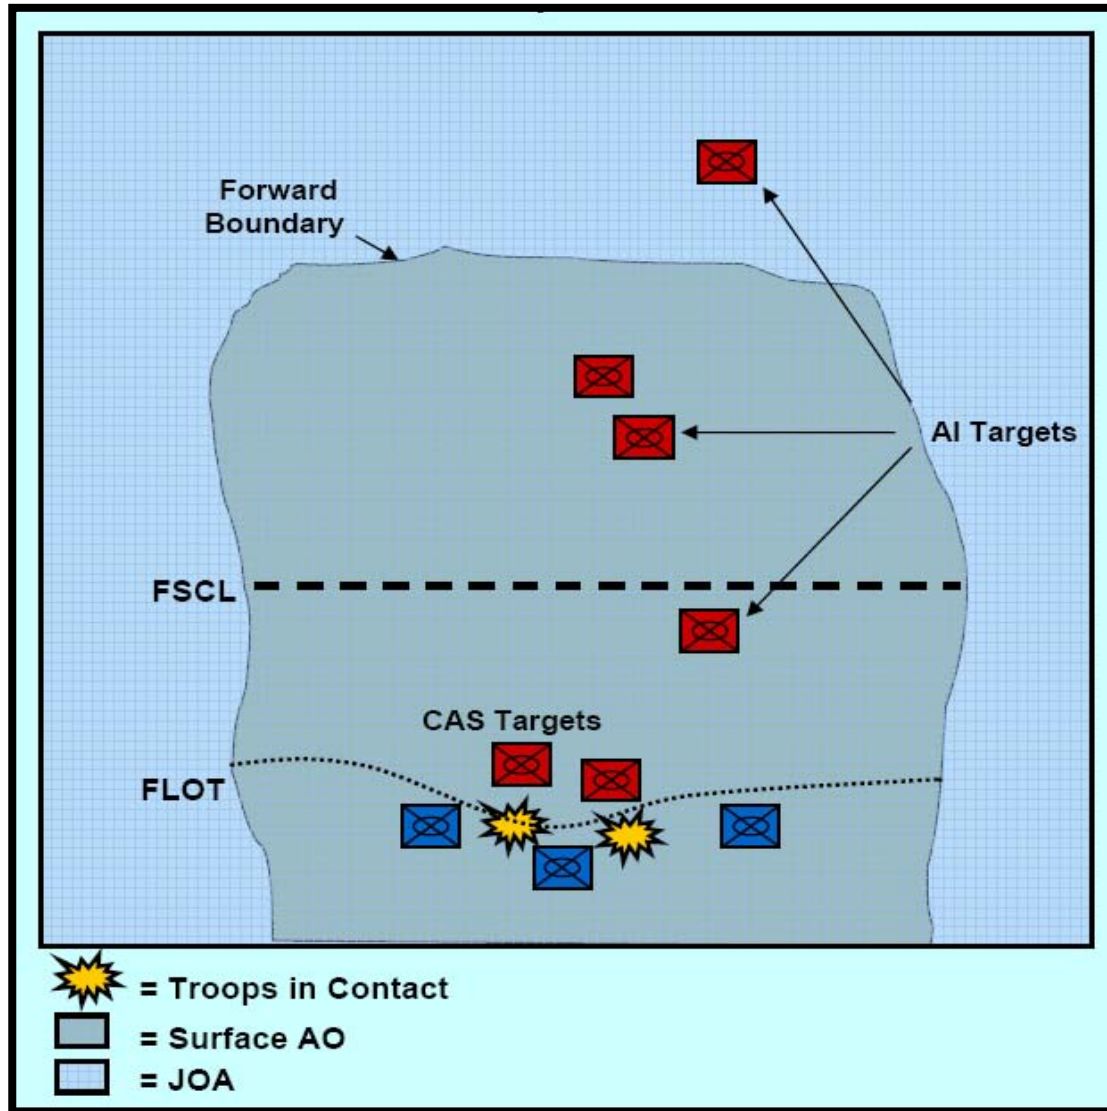 Forward
Boundary
AI Targets
FSCL
CAS Targets
FLOT
= Troops in Contact
= Surface AO
= JOA